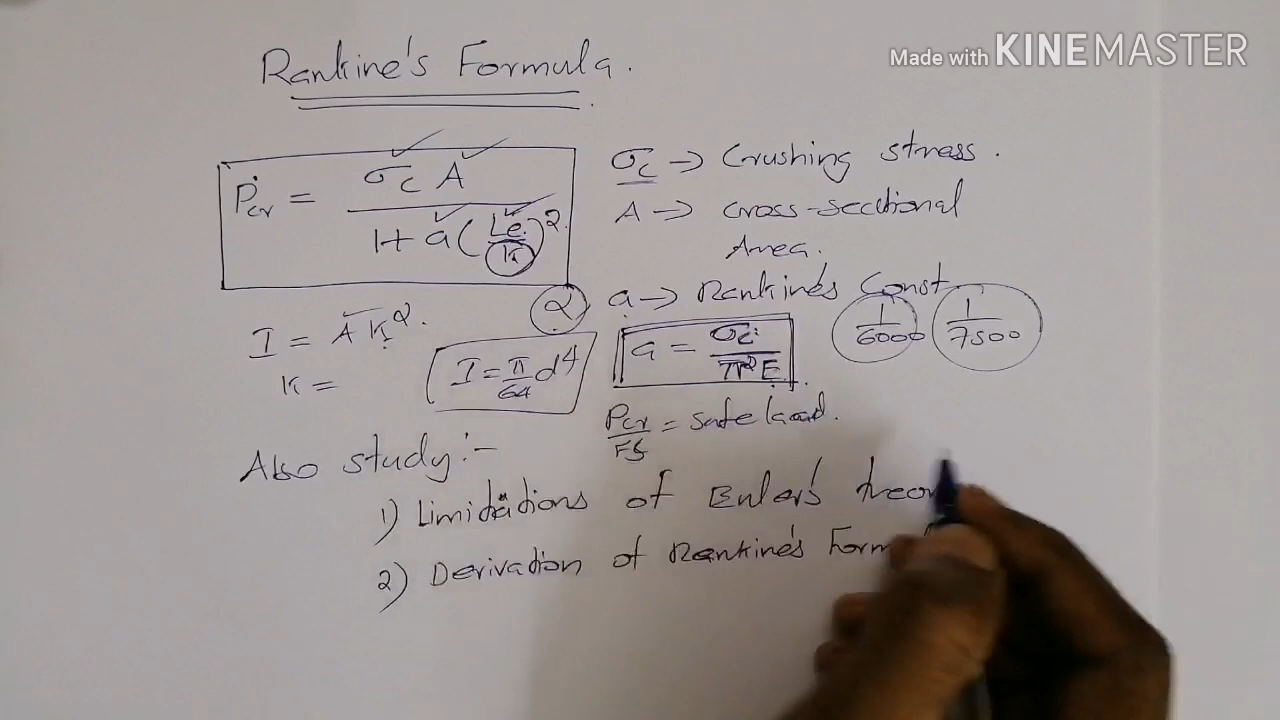 Made with KINEMASTER
Rankine's Formula.
Pcr = σc A / 1 + a (Le/K)²
σc → Crushing stress.
A → Cross-sectional
Area.
α, a → Rankine's Const
1/6000 1/7500
I = AK².
K =
I = π/64 d⁴
a = σc / π²E
Pcr/FS = safe load.
Also study :-
1) Limitations of Euler's theor
2) Derivation of Rankine's Form